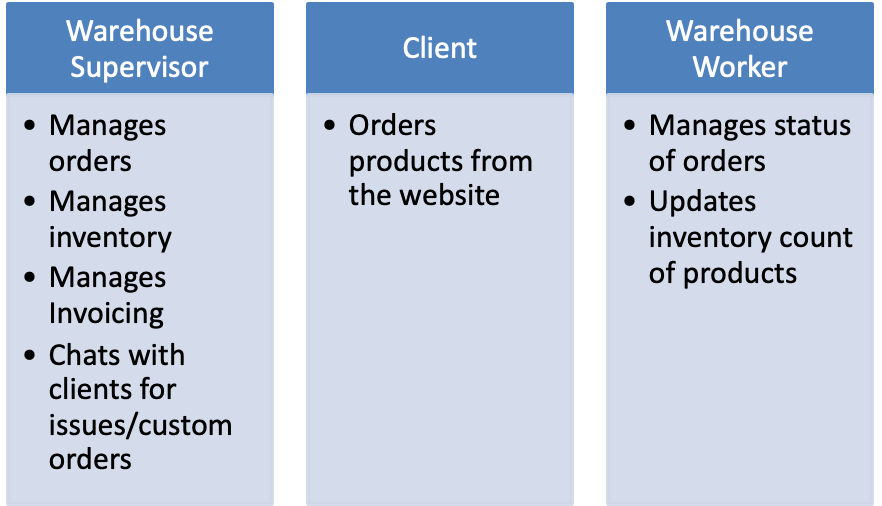 Warehouse
Supervisor
• Manages
orders
• Manages
inventory
• Manages
Invoicing
• Chats with
clients for
issues/custom
orders
Client
• Orders
products from
the website
Warehouse
Worker
• Manages status
of orders
• Updates
inventory count
of products